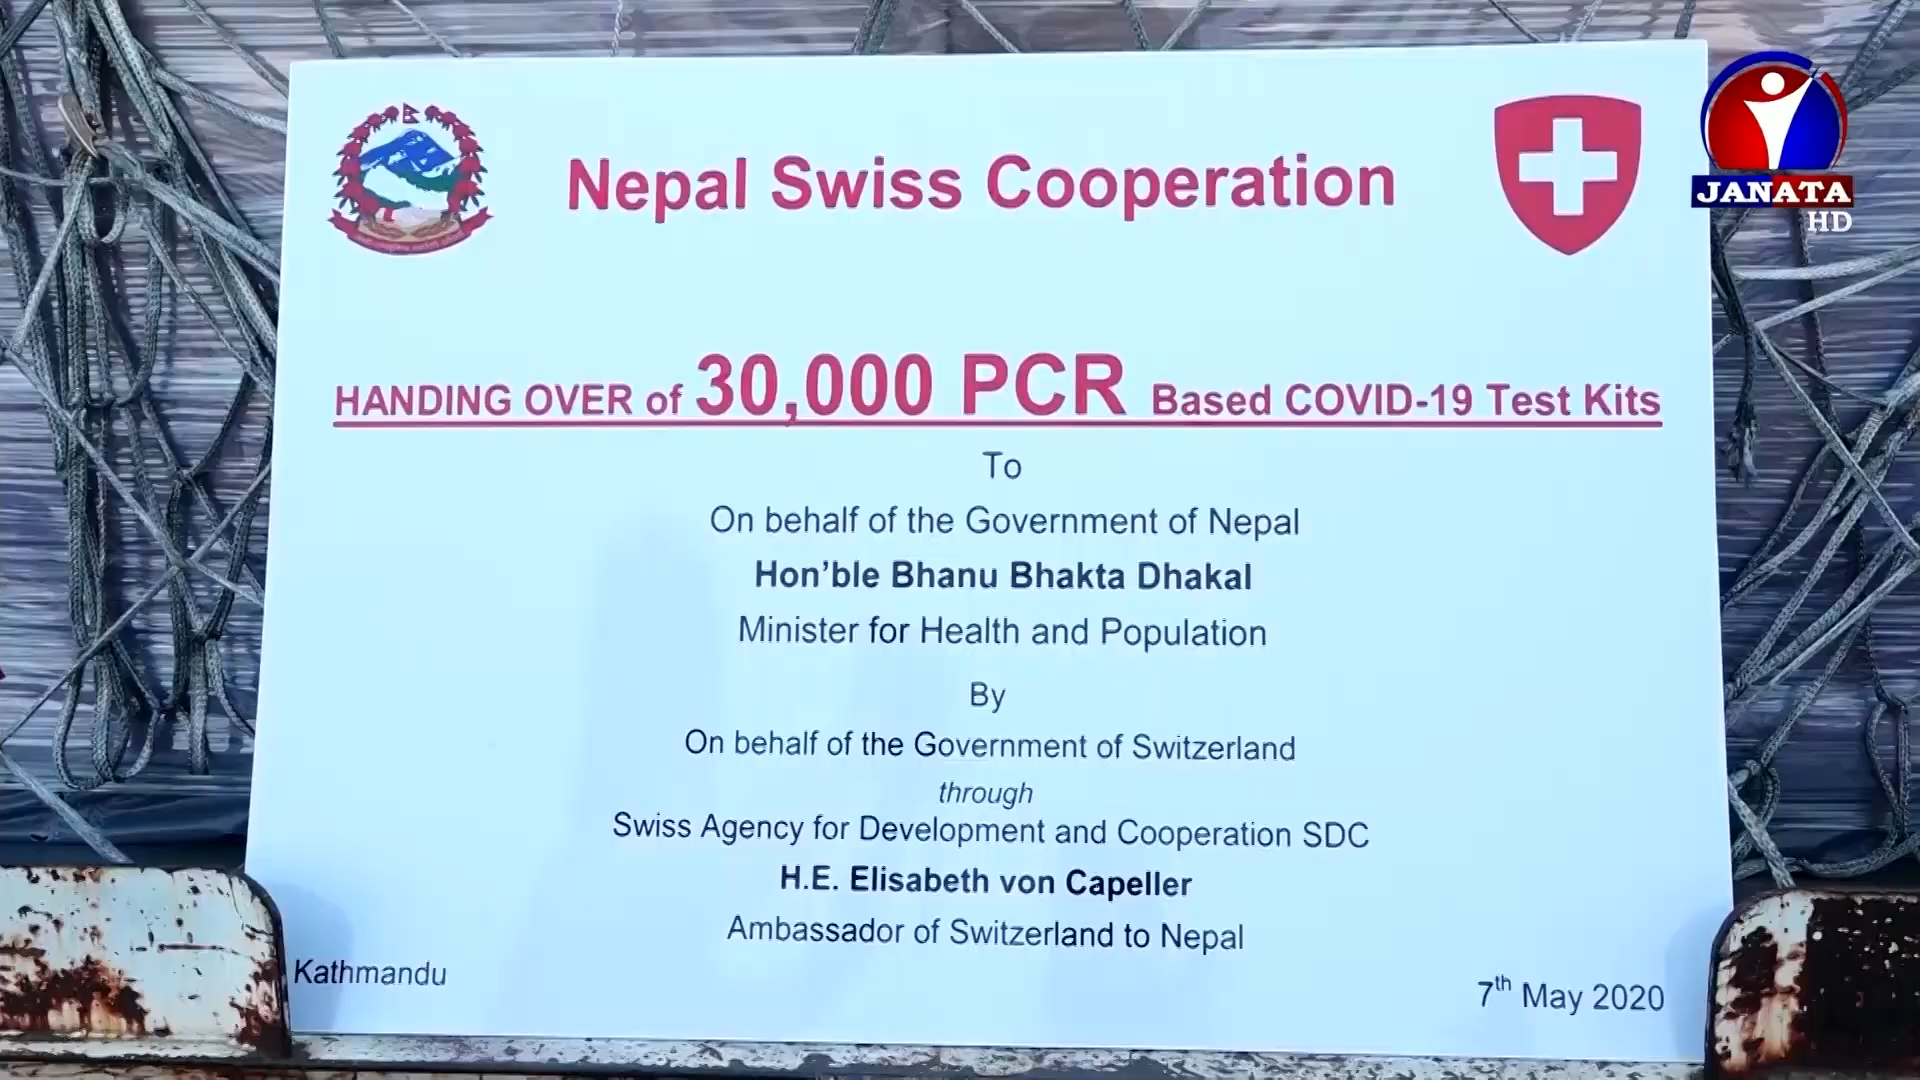 Nepal Swiss Cooperation
JANATA
HD
HANDING OVER of 30,000 PCR Based COVID-19 Test Kits
To
On behalf of the Government of Nepal
Hon'ble Bhanu Bhakta Dhakal
Minister for Health and Population
By
On behalf of the Government of Switzerland
through
Swiss Agency for Development and Cooperation SDC
H.E. Elisabeth von Capeller
Ambassador of Switzerland to Nepal
Kathmandu
7th May 2020